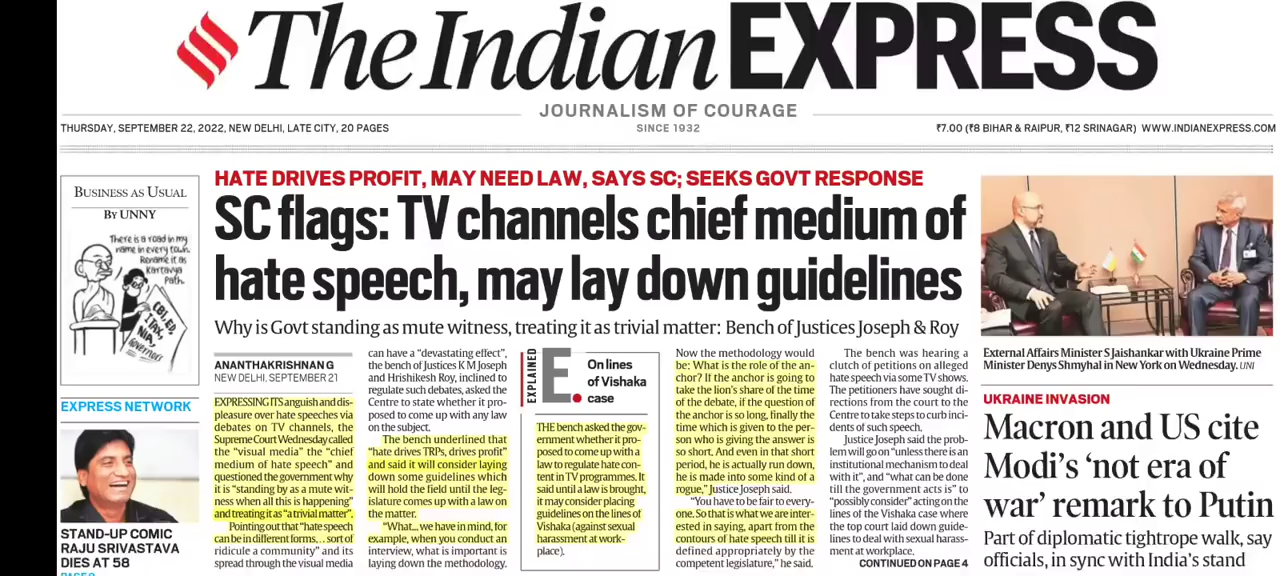 The Indian EXPRESS
JOURNALISM OF COURAGE
SINCE 1932
THURSDAY, SEPTEMBER 22, 2022, NEW DELHI, LATE CITY, 20 PAGES
₹7.00 (₹8 BIHAR & RAIPUR, ₹12 SRINAGAR) WWW.INDIANEXPRESS.COM
BUSINESS AS USUAL
BY UNNY
There is a road in my
name in every town.
Rename it as
Kartavya
Path.
CBI, ED,
I-TAX,
NIA,
Governors
EXPRESS NETWORK
STAND-UP COMIC
RAJU SRIVASTAVA
DIES AT 58
HATE DRIVES PROFIT, MAY NEED LAW, SAYS SC; SEEKS GOVT RESPONSE
SC flags: TV channels chief medium of
hate speech, may lay down guidelines
Why is Govt standing as mute witness, treating it as trivial matter: Bench of Justices Joseph & Roy
ANANTHAKRISHNAN G
NEW DELHI, SEPTEMBER 21
EXPRESSING ITS anguish and dis-
pleasure over hate speeches via
debates on TV channels, the
Supreme Court Wednesday called
the "visual media" the "chief
medium of hate speech" and
questioned the government why
it is "standing by as a mute wit-
ness when all this is happening"
and treating it as "a trivial matter".
Pointing out that "hate speech
can be in different forms... sort of
ridicule a community" and its
spread through the visual media
can have a "devastating effect",
the bench of Justices K M Joseph
and Hrishikesh Roy, inclined to
regulate such debates, asked the
Centre to state whether it pro-
posed to come up with any law
on the subject.
The bench underlined that
"hate drives TRPs, drives profit"
and said it will consider laying
down some guidelines which
will hold the field until the leg-
islature comes up with a law on
the matter.
"What... we have in mind, for
example, when you conduct an
interview, what is important is
laying down the methodology.
EXPLAINED
E.
On lines
of Vishaka
case
THE bench asked the gov-
ernment whether it pro-
posed to come up with a
law to regulate hate con-
tent in TV programmes. It
said until a law is brought,
it may consider placing
guidelines on the lines of
Vishaka (against sexual
harassment at work-
place).
Now the methodology would
be: What is the role of the an-
chor? If the anchor is going to
take the lion's share of the time
of the debate, if the question of
the anchor is so long, finally the
time which is given to the per-
son who is giving the answer is
so short. And even in that short
period, he is actually run down,
he is made into some kind of a
rogue," Justice Joseph said.
"You have to be fair to every-
one. So that is what we are inter-
ested in saying, apart from the
contours of hate speech till it is
defined appropriately by the
competent legislature," he said.
The bench was hearing a
clutch of petitions on alleged
hate speech via some TV shows.
The petitioners have sought di-
rections from the court to the
Centre to take steps to curb inci-
dents of such speech.
Justice Joseph said the prob-
lem will go on "unless there is an
institutional mechanism to deal
with it", and "what can be done
till the government acts is" to
"possibly consider" acting on the
lines of the Vishaka case where
the top court laid down guide-
lines to deal with sexual harass-
ment at workplace.
CONTINUED ON PAGE 4
External Affairs Minister S Jaishankar with Ukraine Prime
Minister Denys Shmyhal in New York on Wednesday. UNI
UKRAINE INVASION
Macron and US cite
Modi's 'not era of
war' remark to Putin
Part of diplomatic tightrope walk, say
officials, in sync with India's stand